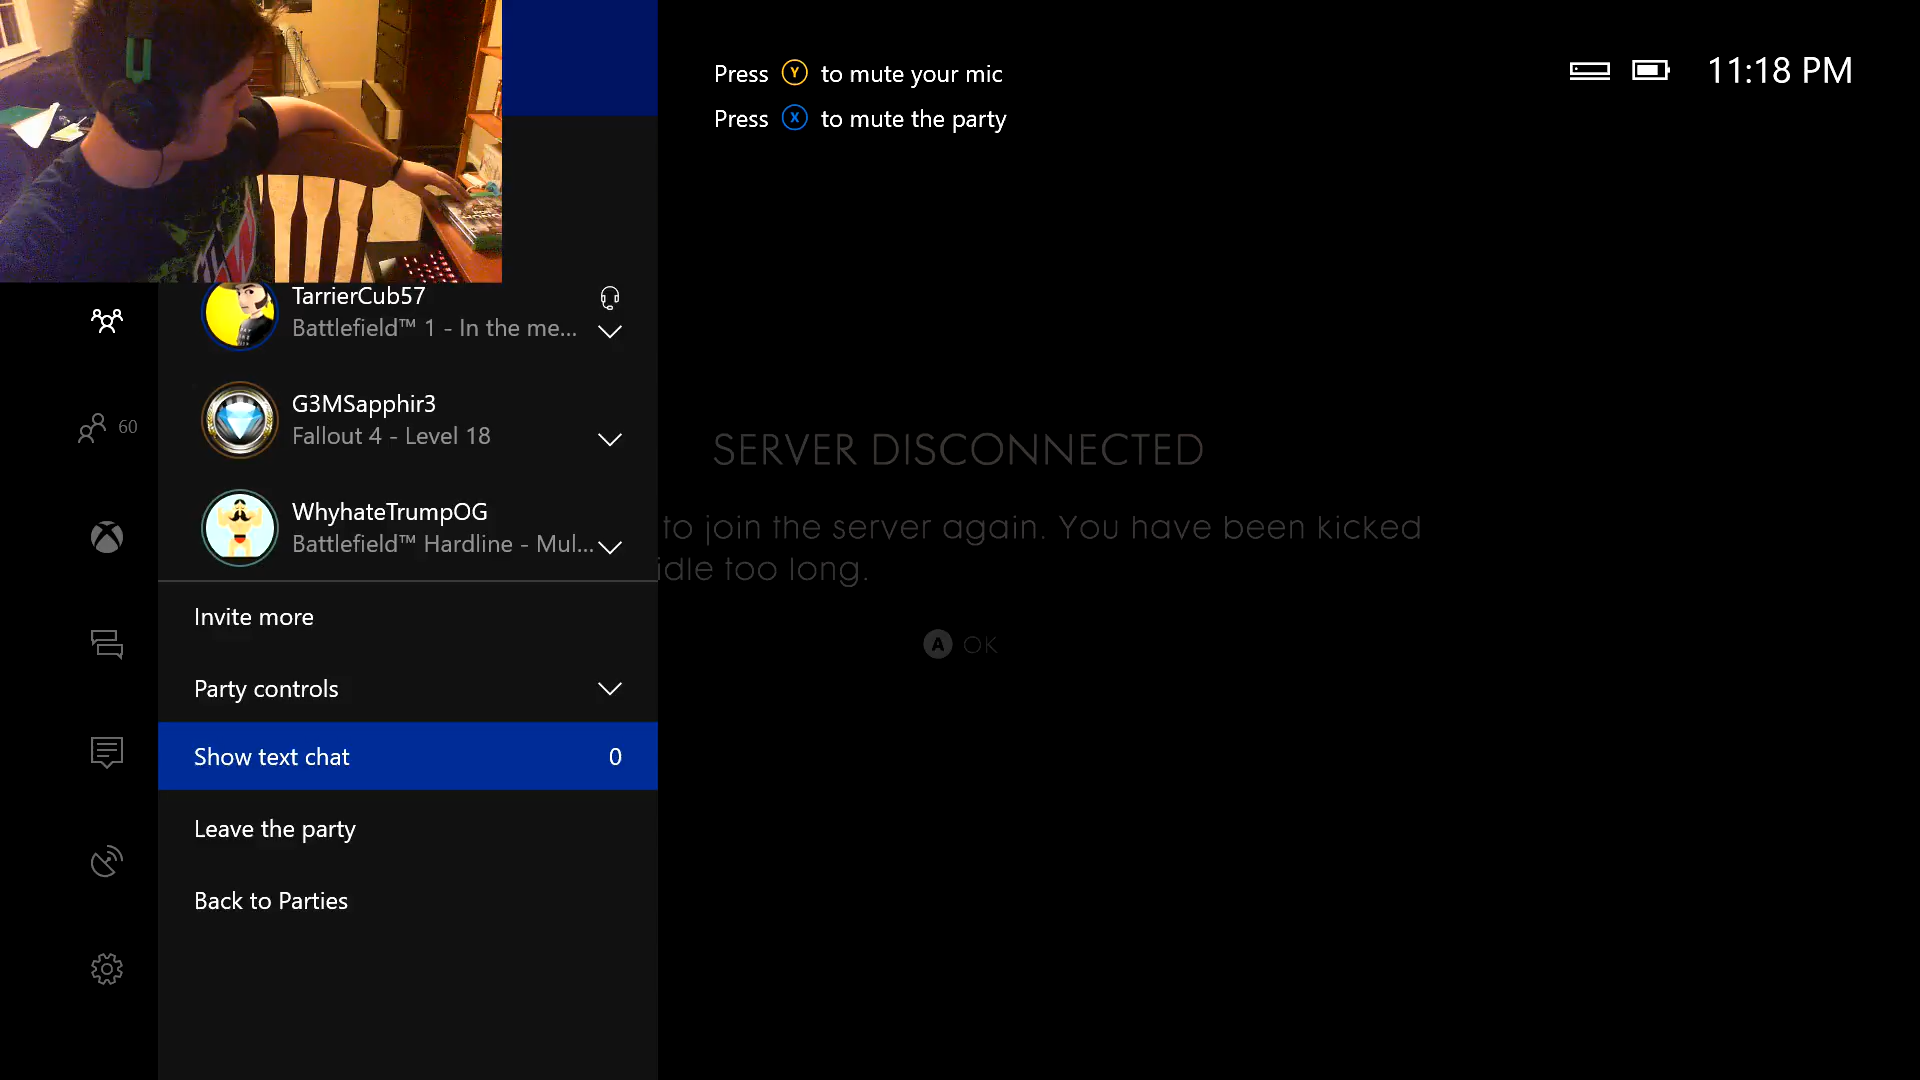 Press Y to mute your mic
Press X to mute the party
11:18 PM
TarrierCub57
Battlefield™ 1 - In the me...
60
G3MSapphir3
Fallout 4 - Level 18
WhyhateTrumpOG
Battlefield™ Hardline - Mul...
SERVER DISCONNECTED
to join the server again. You have been kicked
idle too long.
A OK
Invite more
Party controls
Show text chat 0
Leave the party
Back to Parties